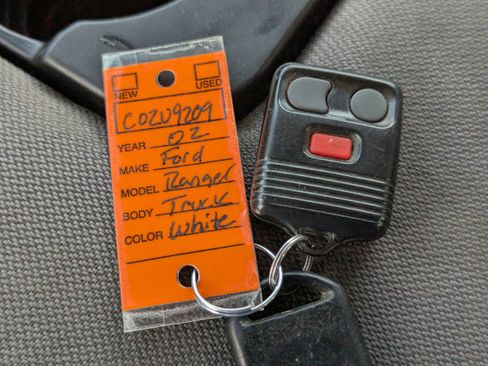 NEW USED
C02U9209
YEAR 02
MAKE Ford
MODEL Ranger
BODY Truck
COLOR White